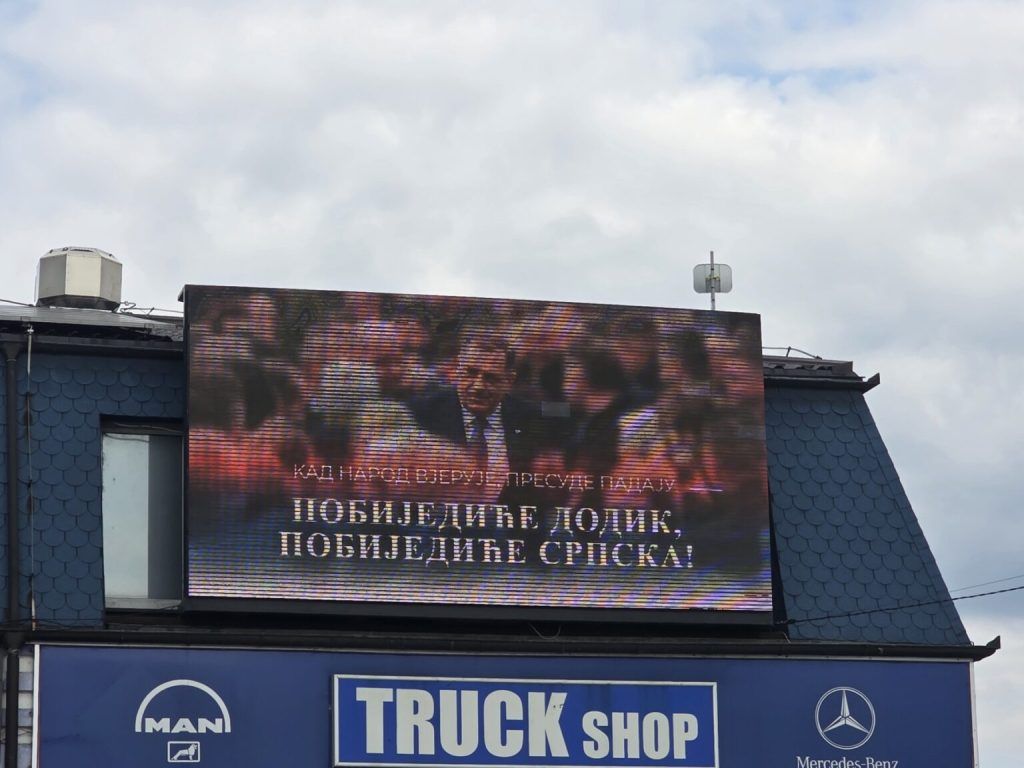 КАД НАРОД ВЈЕРУЈЕ, ПРЕСУДЕ ПАДАЈУ
ПОБИЈЕДИЋЕ ДОДИК,
ПОБИЈЕДИЋЕ СРПСКА!
MAN
TRUCK SHOP
Mercedes-Benz